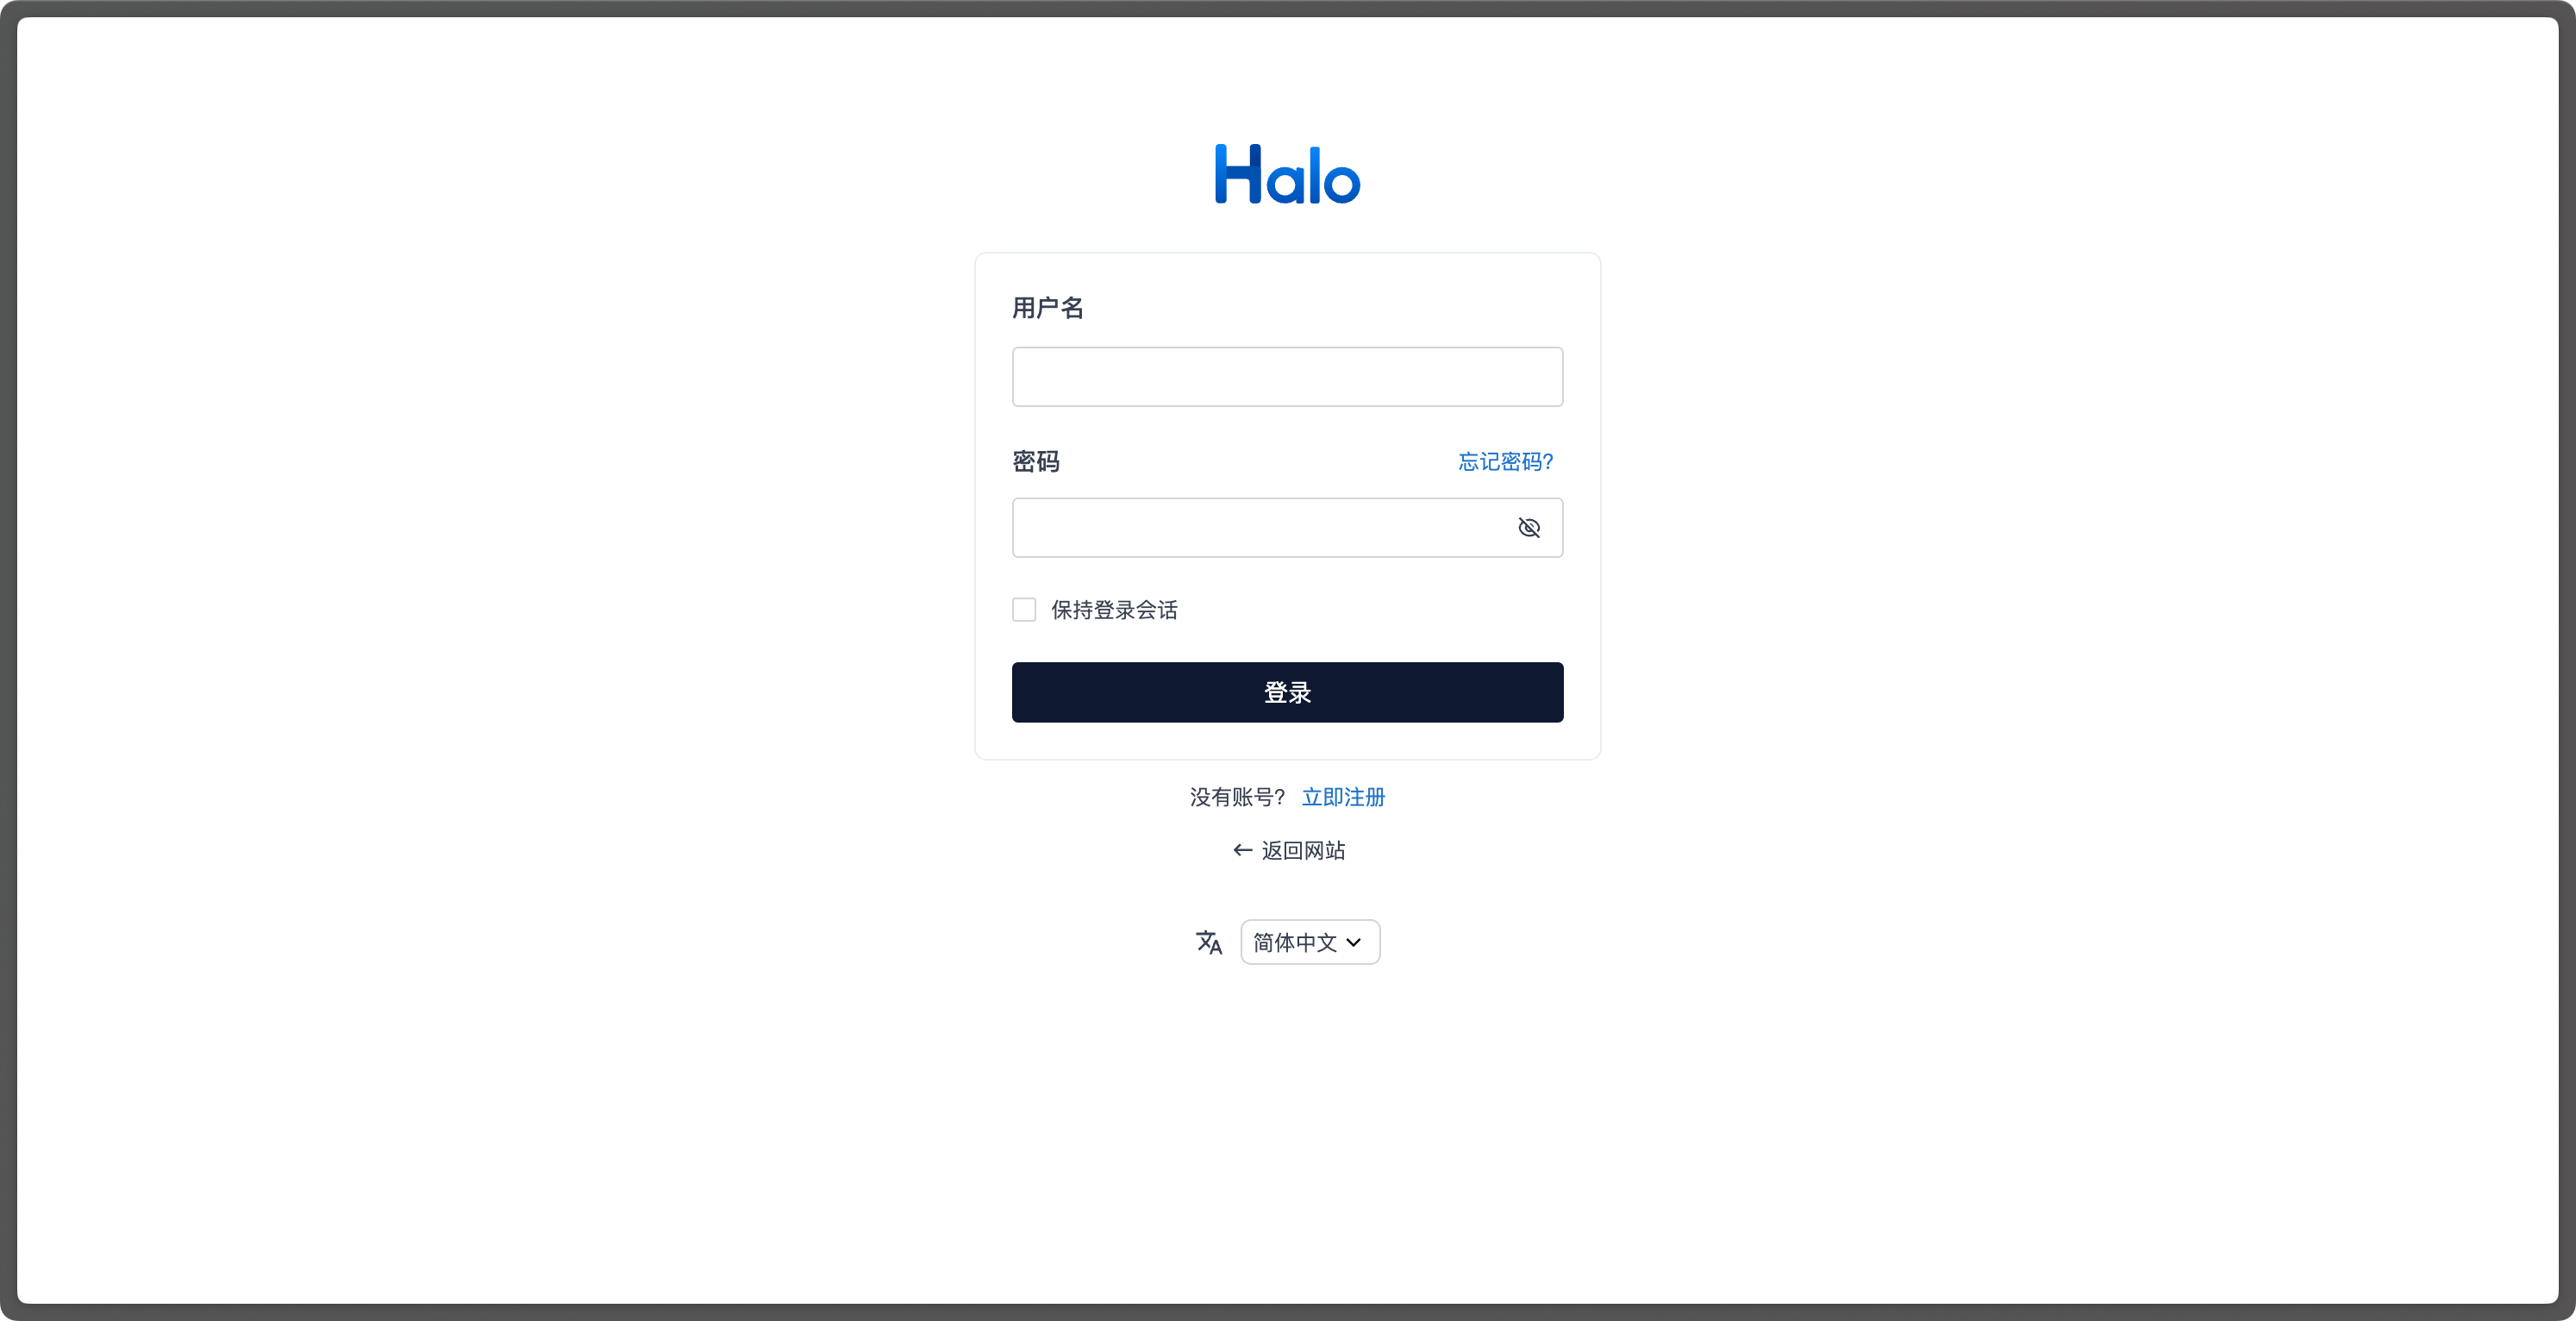 Halo
用户名
密码 忘记密码?
保持登录会话
登录
没有账号? 立即注册
← 返回网站
简体中文